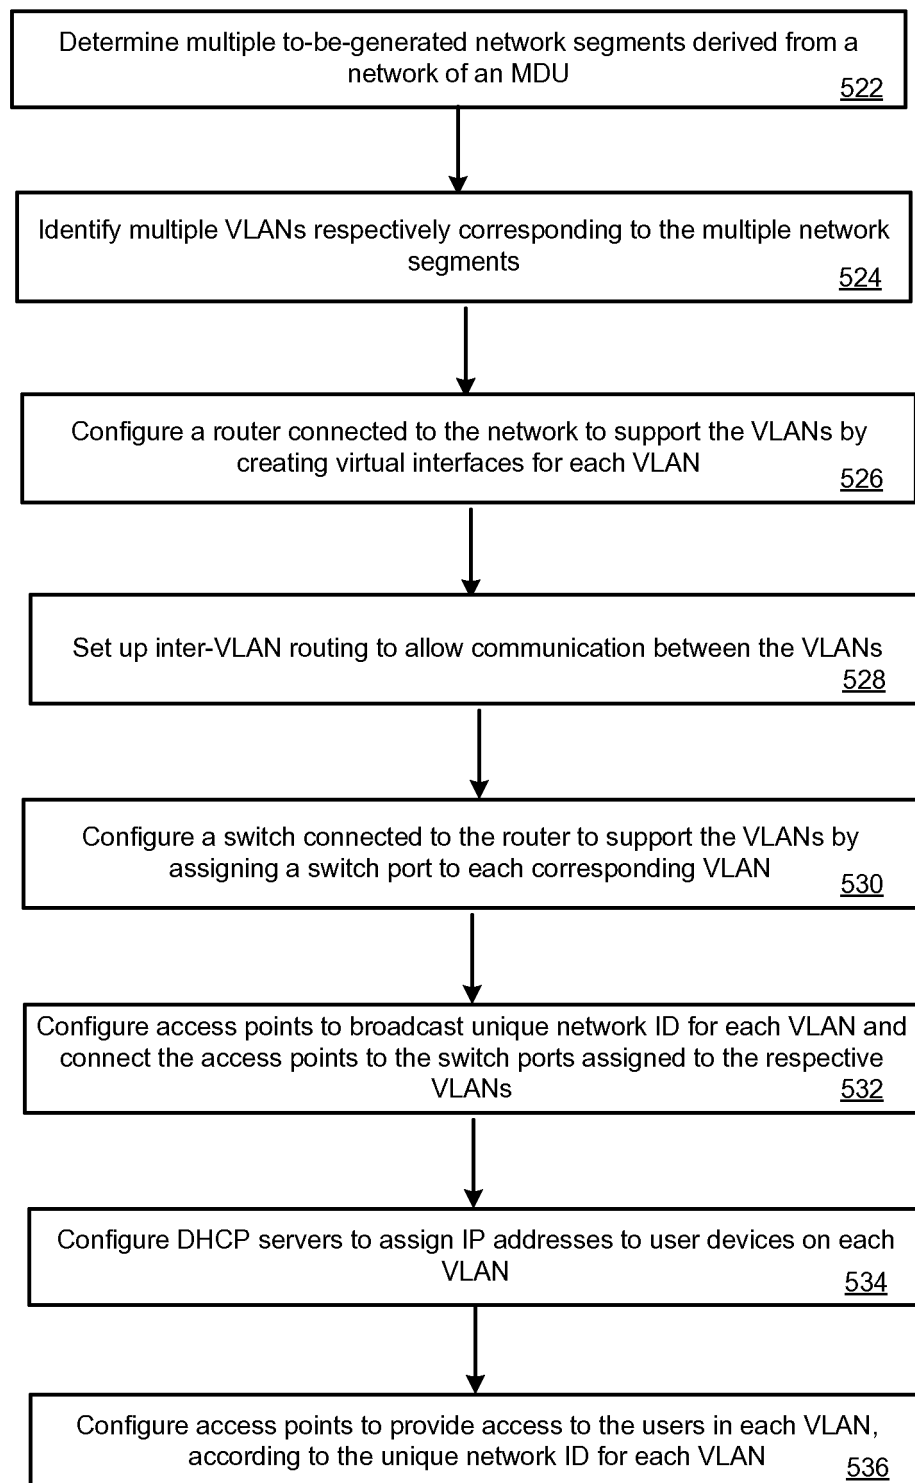 Determine multiple to-be-generated network segments derived from a
network of an MDU
522
Identify multiple VLANs respectively corresponding to the multiple network
segments
524
Configure a router connected to the network to support the VLANs by
creating virtual interfaces for each VLAN
526
Set up inter-VLAN routing to allow communication between the VLANs
528
Configure a switch connected to the router to support the VLANs by
assigning a switch port to each corresponding VLAN
530
Configure access points to broadcast unique network ID for each VLAN and
connect the access points to the switch ports assigned to the respective
VLANs
532
Configure DHCP servers to assign IP addresses to user devices on each
VLAN
534
Configure access points to provide access to the users in each VLAN,
according to the unique network ID for each VLAN
536